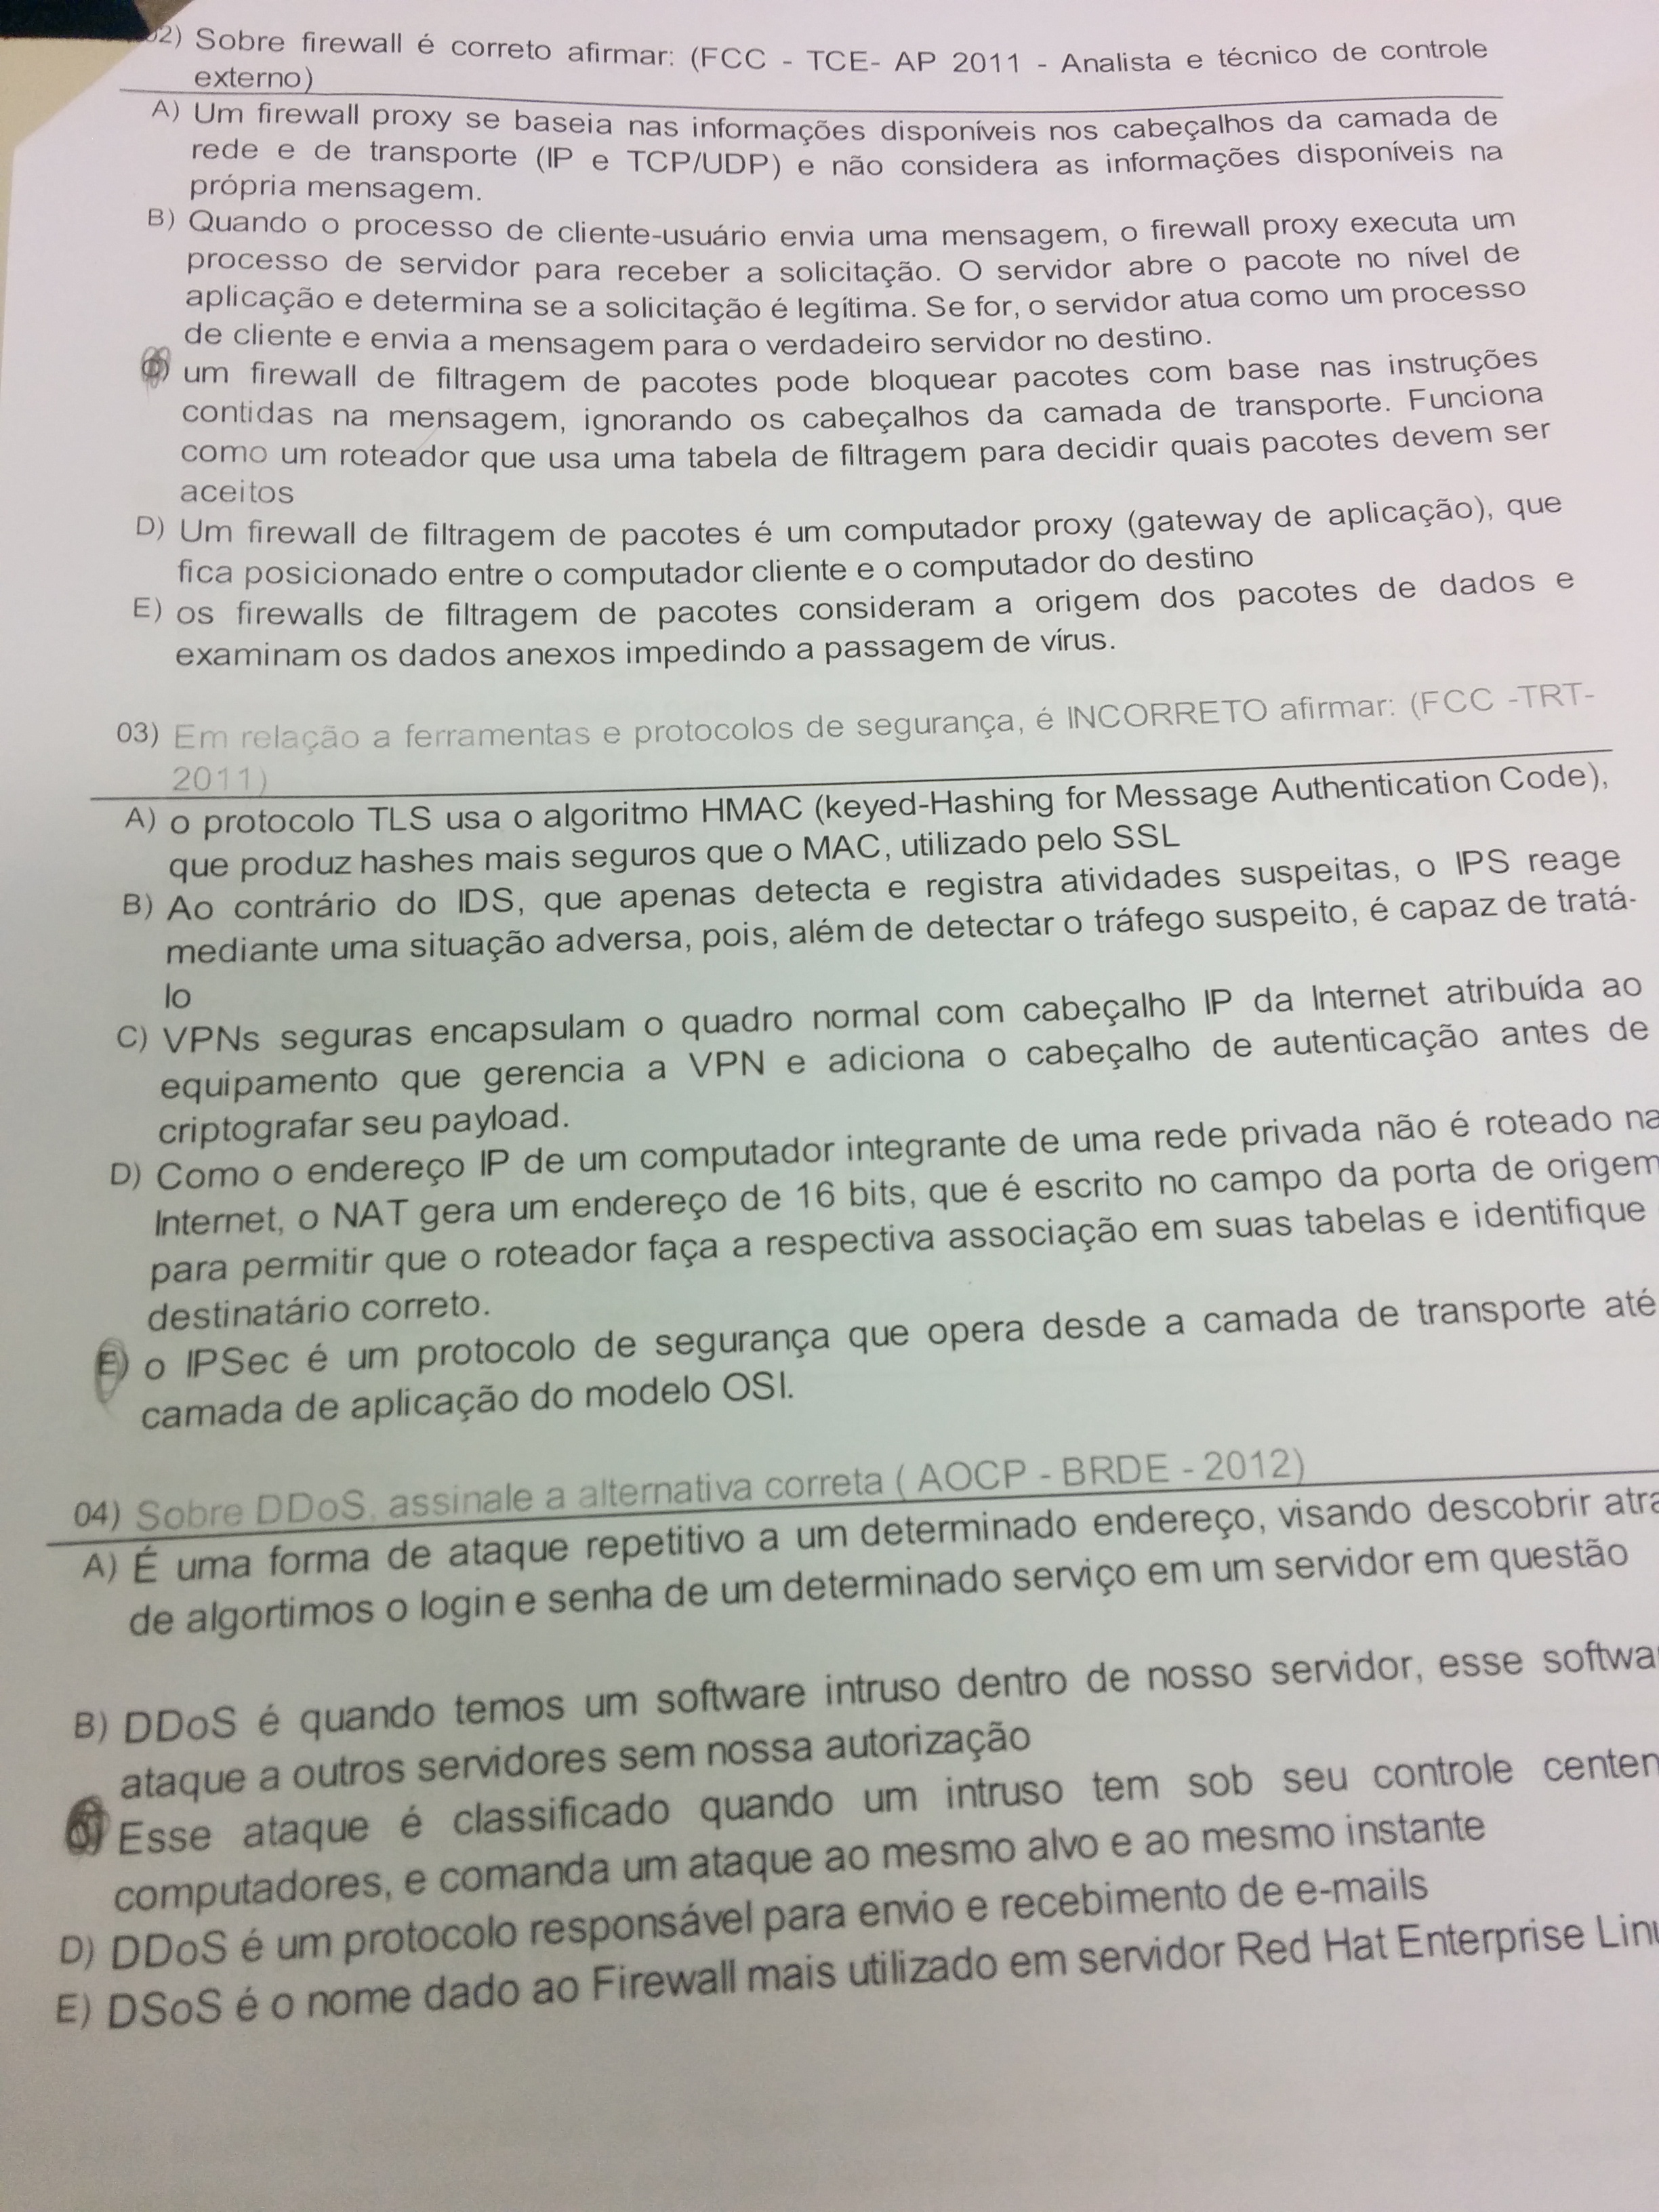 02) Sobre firewall é correto afirmar: (FCC - TCE- AP 2011 - Analista e técnico de controle
externo)
A) Um firewall proxy se baseia nas informações disponíveis nos cabeçalhos da camada de
rede e de transporte (IP e TCP/UDP) e não considera as informações disponíveis na
própria mensagem.
B) Quando o processo de cliente-usuário envia uma mensagem, o firewall proxy executa um
processo de servidor para receber a solicitação. O servidor abre o pacote no nível de
aplicação e determina se a solicitação é legítima. Se for, o servidor atua como um processo
de cliente e envia a mensagem para o verdadeiro servidor no destino.
um firewall de filtragem de pacotes pode bloquear pacotes com base nas instruções
contidas na mensagem, ignorando os cabeçalhos da camada de transporte. Funciona
como um roteador que usa uma tabela de filtragem para decidir quais pacotes devem ser
aceitos
D) Um firewall de filtragem de pacotes é um computador proxy (gateway de aplicação), que
fica posicionado entre o computador cliente e o computador do destino
E) os firewalls de filtragem de pacotes consideram a origem dos pacotes de dados e
examinam os dados anexos impedindo a passagem de vírus.
03) Em relação a ferramentas e protocolos de segurança, é INCORRETO afirmar: (FCC -TRT-
2011)
A) o protocolo TLS usa o algoritmo HMAC (keyed-Hashing for Message Authentication Code),
que produz hashes mais seguros que o MAC, utilizado pelo SSL
B) Ao contrário do IDS, que apenas detecta e registra atividades suspeitas, o IPS reage
mediante uma situação adversa, pois, além de detectar o tráfego suspeito, é capaz de tratá-
lo
C) VPNs seguras encapsulam o quadro normal com cabeçalho IP da Internet atribuída ao
equipamento que gerencia a VPN e adiciona o cabeçalho de autenticação antes de
criptografar seu payload.
D) Como o endereço IP de um computador integrante de uma rede privada não é roteado na
Internet, o NAT gera um endereço de 16 bits, que é escrito no campo da porta de origem
para permitir que o roteador faça a respectiva associação em suas tabelas e identifique
destinatário correto.
E) o IPSec é um protocolo de segurança que opera desde a camada de transporte até
camada de aplicação do modelo OSI.
04) Sobre DDoS, assinale a alternativa correta ( AOCP - BRDE - 2012)
A) É uma forma de ataque repetitivo a um determinado endereço, visando descobrir atra
de algortimos o login e senha de um determinado serviço em um servidor em questão
B) DDoS é quando temos um software intruso dentro de nosso servidor, esse softwa
ataque a outros servidores sem nossa autorização
Esse ataque é classificado quando um intruso tem sob seu controle centen
computadores, e comanda um ataque ao mesmo alvo e ao mesmo instante
D) DDoS é um protocolo responsável para envio e recebimento de e-mails
E) DSoS é o nome dado ao Firewall mais utilizado em servidor Red Hat Enterprise Linu